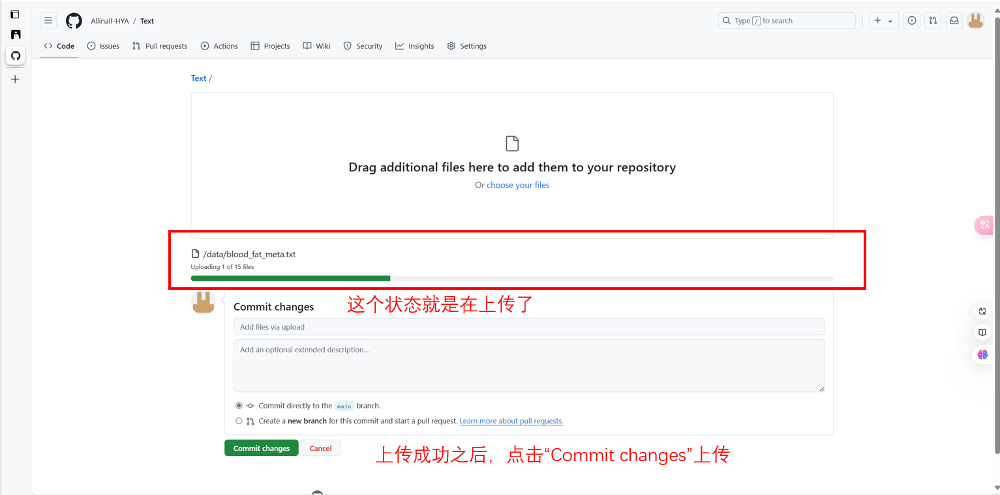 Allinall-HYA / Text
Type / to search
Code Issues Pull requests Actions Projects Wiki Security Insights Settings
Text /
Drag additional files here to add them to your repository
Or choose your files
/data/blood_fat_meta.txt
Uploading 1 of 15 files
这个状态就是在上传了
Commit changes
Add files via upload
Add an optional extended description...
Commit directly to the main branch.
Create a new branch for this commit and start a pull request. Learn more about pull requests.
Commit changes Cancel
上传成功之后，点击“Commit changes”上传